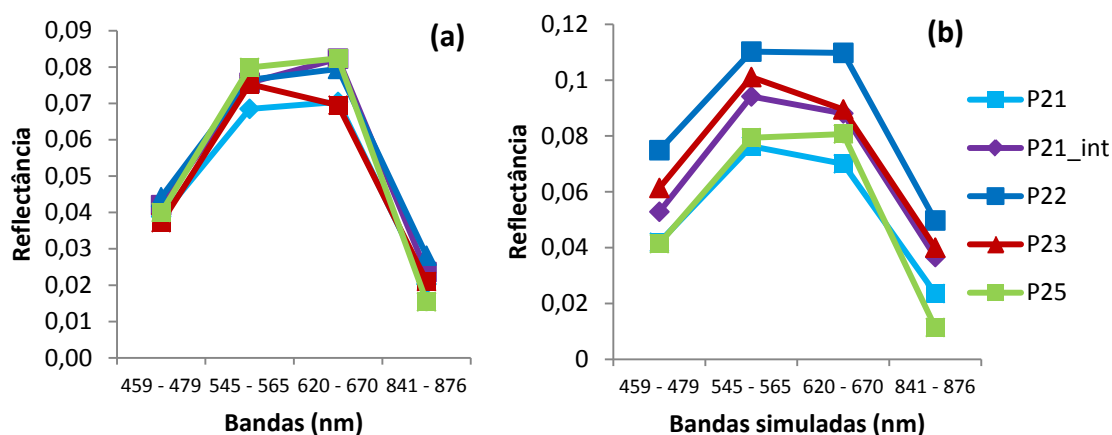 (a)
Reflectância
0,09
0,08
0,07
0,06
0,05
0,04
0,03
0,02
0,01
0,00
459 - 479 545 - 565 620 - 670 841 - 876
Bandas (nm)
(b)
Reflectância
0,12
0,1
0,08
0,06
0,04
0,02
0
459 - 479 545 - 565 620 - 670 841 - 876
Bandas simuladas (nm)
P21
P21_int
P22
P23
P25